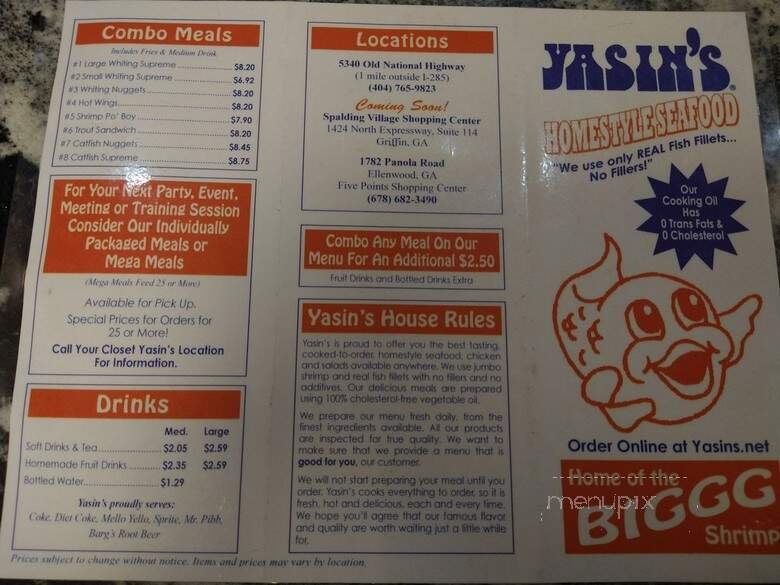 Combo Meals
Includes Fries & Medium Drink
#1 Large Whiting Supreme $8.20
#2 Small Whiting Supreme $6.92
#3 Whiting Nuggets $8.20
#4 Hot Wings $8.20
#5 Shrimp Po' Boy $7.90
#6 Trout Sandwich $8.20
#7 Catfish Nuggets $8.45
#8 Catfish Supreme $8.75
For Your Next Party, Event,
Meeting or Training Session
Consider Our Individually
Packaged Meals or
Mega Meals
(Mega Meals Feed 25 or More)
Available for Pick Up.
Special Prices for Orders for
25 or More!
Call Your Closet Yasin's Location
For Information.
Drinks
Med. Large
Soft Drinks & Tea $2.05 $2.59
Homemade Fruit Drinks $2.35 $2.59
Bottled Water $1.29
Yasin's proudly serves:
Coke, Diet Coke, Mello Yello, Sprite, Mr. Pibb,
Barg's Root Beer
Prices subject to change without notice. Items and prices may vary by location.
Locations
5340 Old National Highway
(1 mile outside I-285)
(404) 765-9823
Coming Soon!
Spalding Village Shopping Center
1424 North Expressway, Suite 114
Griffin, GA
1782 Panola Road
Ellenwood, GA
Five Points Shopping Center
(678) 682-3490
Combo Any Meal On Our
Menu For An Additional $2.50
Fruit Drinks and Bottled Drinks Extra
Yasin's House Rules
Yasin's is proud to offer you the best tasting,
cooked-to-order, homestyle seafood, chicken
and salads available anywhere. We use jumbo
shrimp and real fish fillets with no fillers and no
additives. Our delicious meals are prepared
using 100% cholesterol-free vegetable oil.
We prepare our menu fresh daily, from the
finest ingredients available. All our products
are inspected for true quality. We want to
make sure that we provide a menu that is
good for you, our customer.
We will not start preparing your meal until you
order. Yasin's cooks everything to order, so it is
fresh, hot and delicious, each and every time.
We hope you'll agree that our famous flavor
and quality are worth waiting just a little while
for.
YASIN'S®
HOMESTYLE SEAFOOD
"We use only REAL Fish Fillets...
No Fillers!"
Our
Cooking Oil
Has
0 Trans Fats &
0 Cholesterol
Order Online at Yasins.net
Home of the
BIGGG
Shrimp
menupix